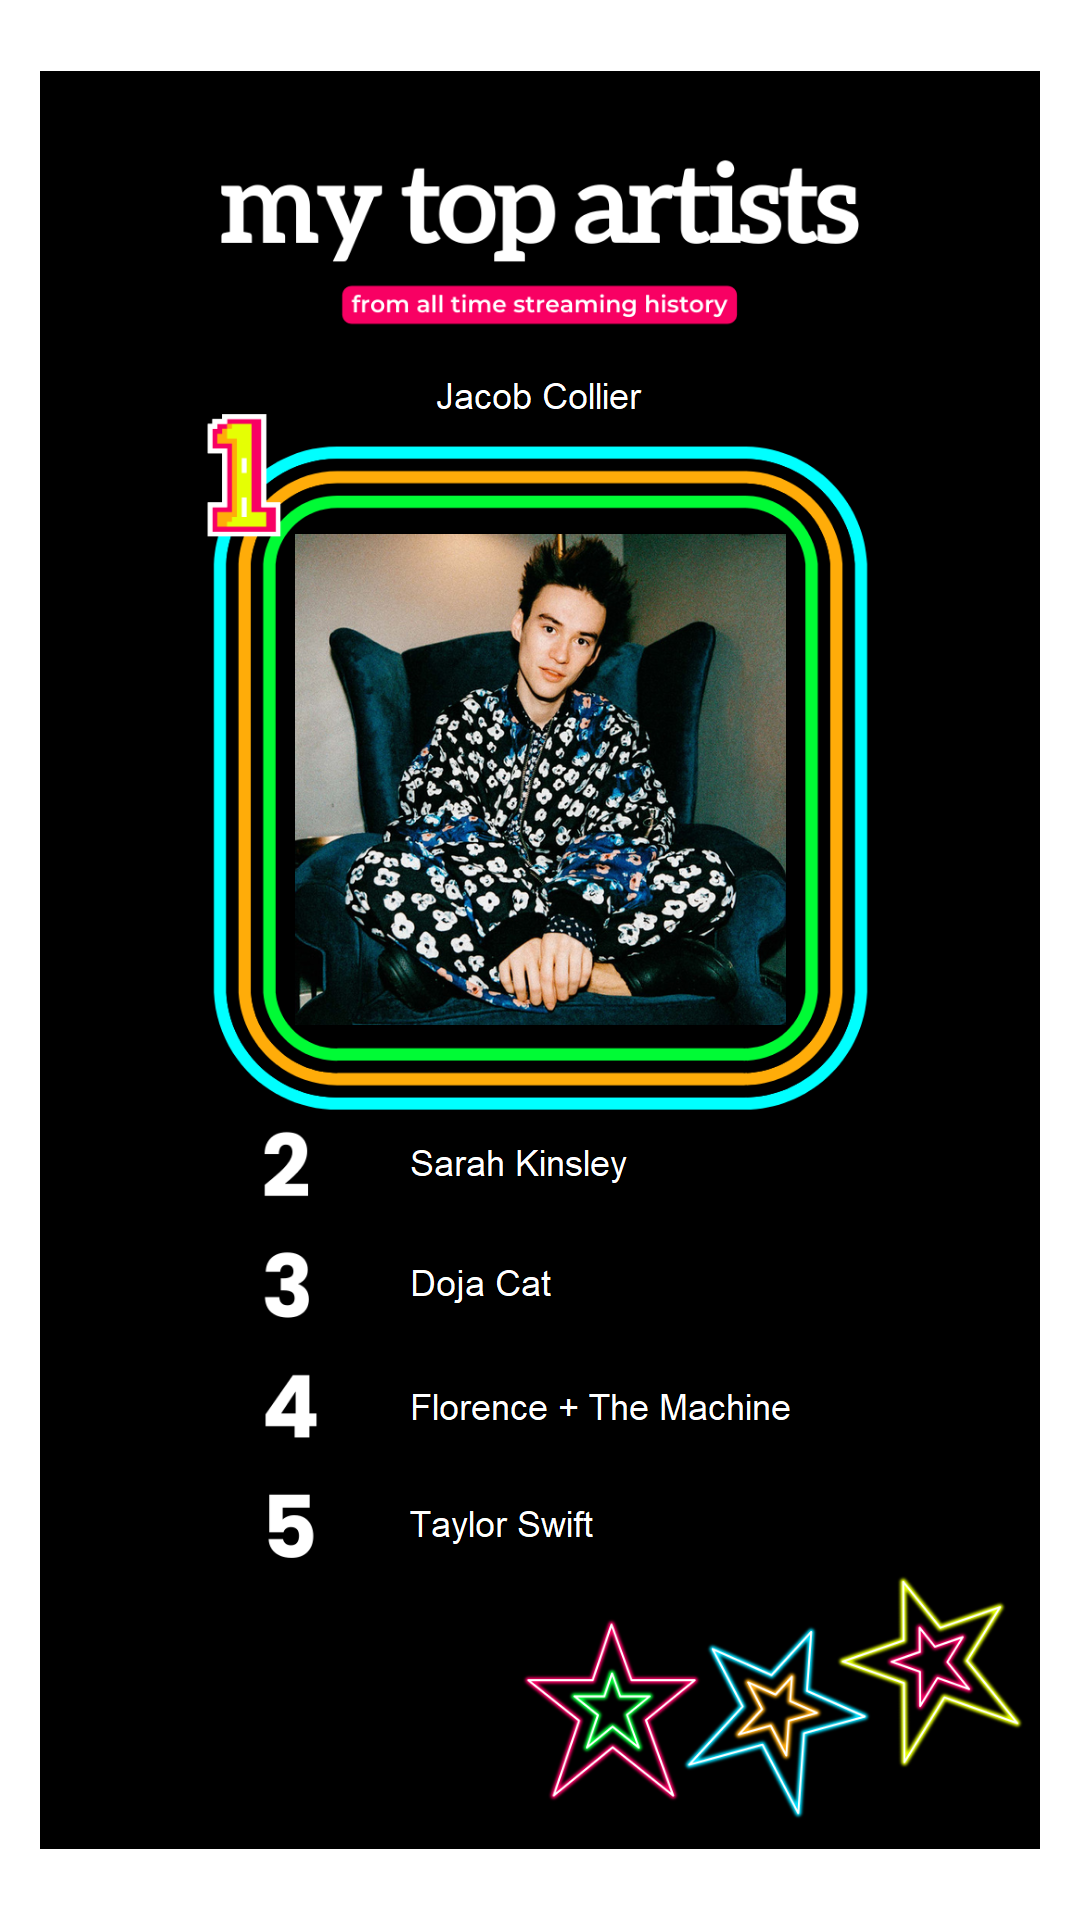 my top artists
from all time streaming history
Jacob Collier
1
2 Sarah Kinsley
3 Doja Cat
4 Florence + The Machine
5 Taylor Swift